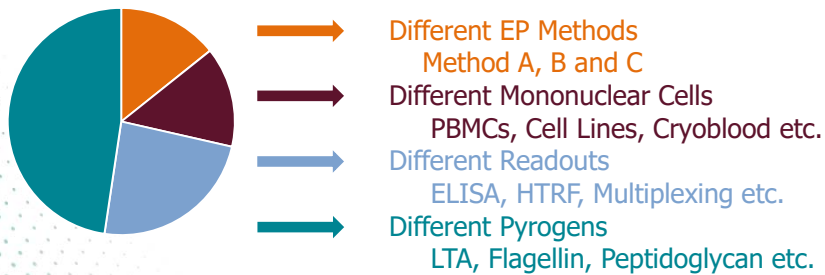 Different EP Methods
Method A, B and C
Different Mononuclear Cells
PBMCs, Cell Lines, Cryoblood etc.
Different Readouts
ELISA, HTRF, Multiplexing etc.
Different Pyrogens
LTA, Flagellin, Peptidoglycan etc.